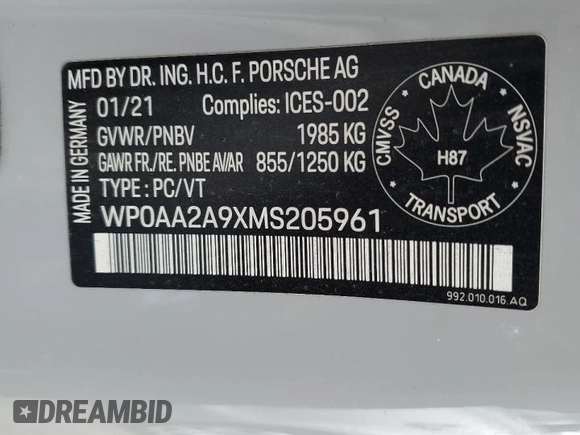 MFD BY DR. ING. H.C. F. PORSCHE AG
MADE IN GERMANY
01/21 Complies: ICES-002
GVWR/PNBV 1985 KG
GAWR FR./RE. PNBE AV/AR 855/1250 KG
TYPE : PC/VT
WP0AA2A9XMS205961
CANADA
CMVSS
NSVAC
H87
TRANSPORT
992.010.016.AQ
DREAMBID